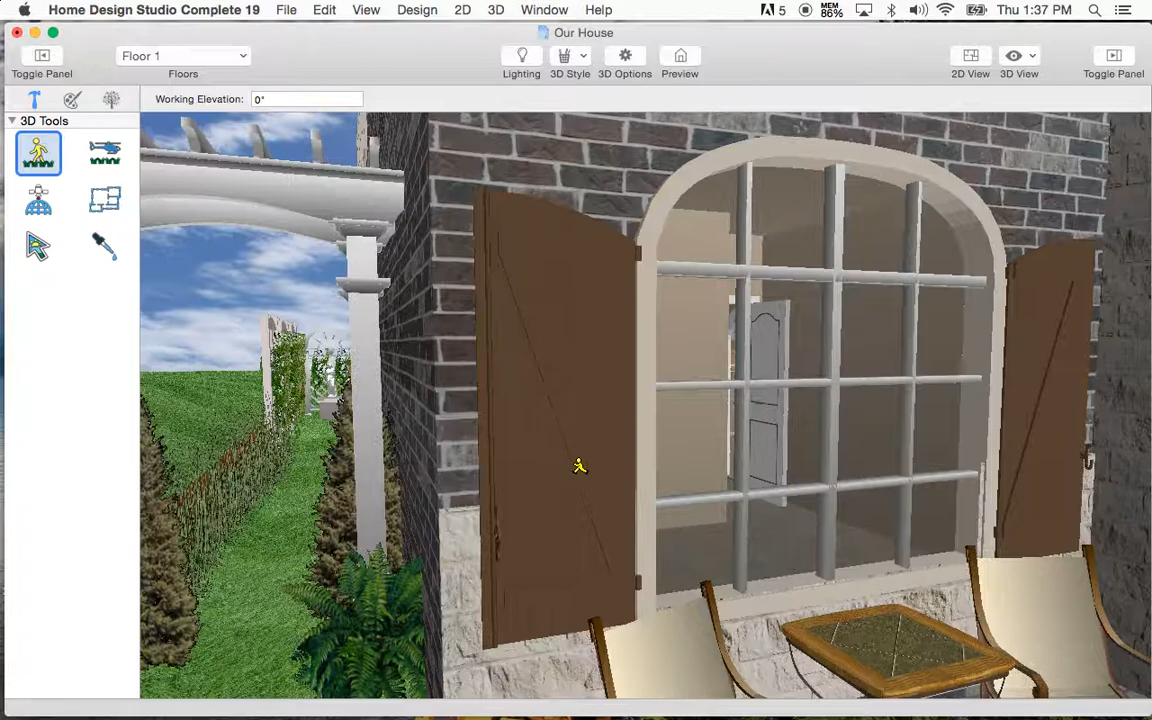 Home Design Studio Complete 19 File Edit View Design 2D 3D Window Help 5 MEM 86% Thu 1:37 PM
Our House
Floor 1
Toggle Panel Floors Lighting 3D Style 3D Options Preview 2D View 3D View Toggle Panel
Working Elevation: 0"
3D Tools